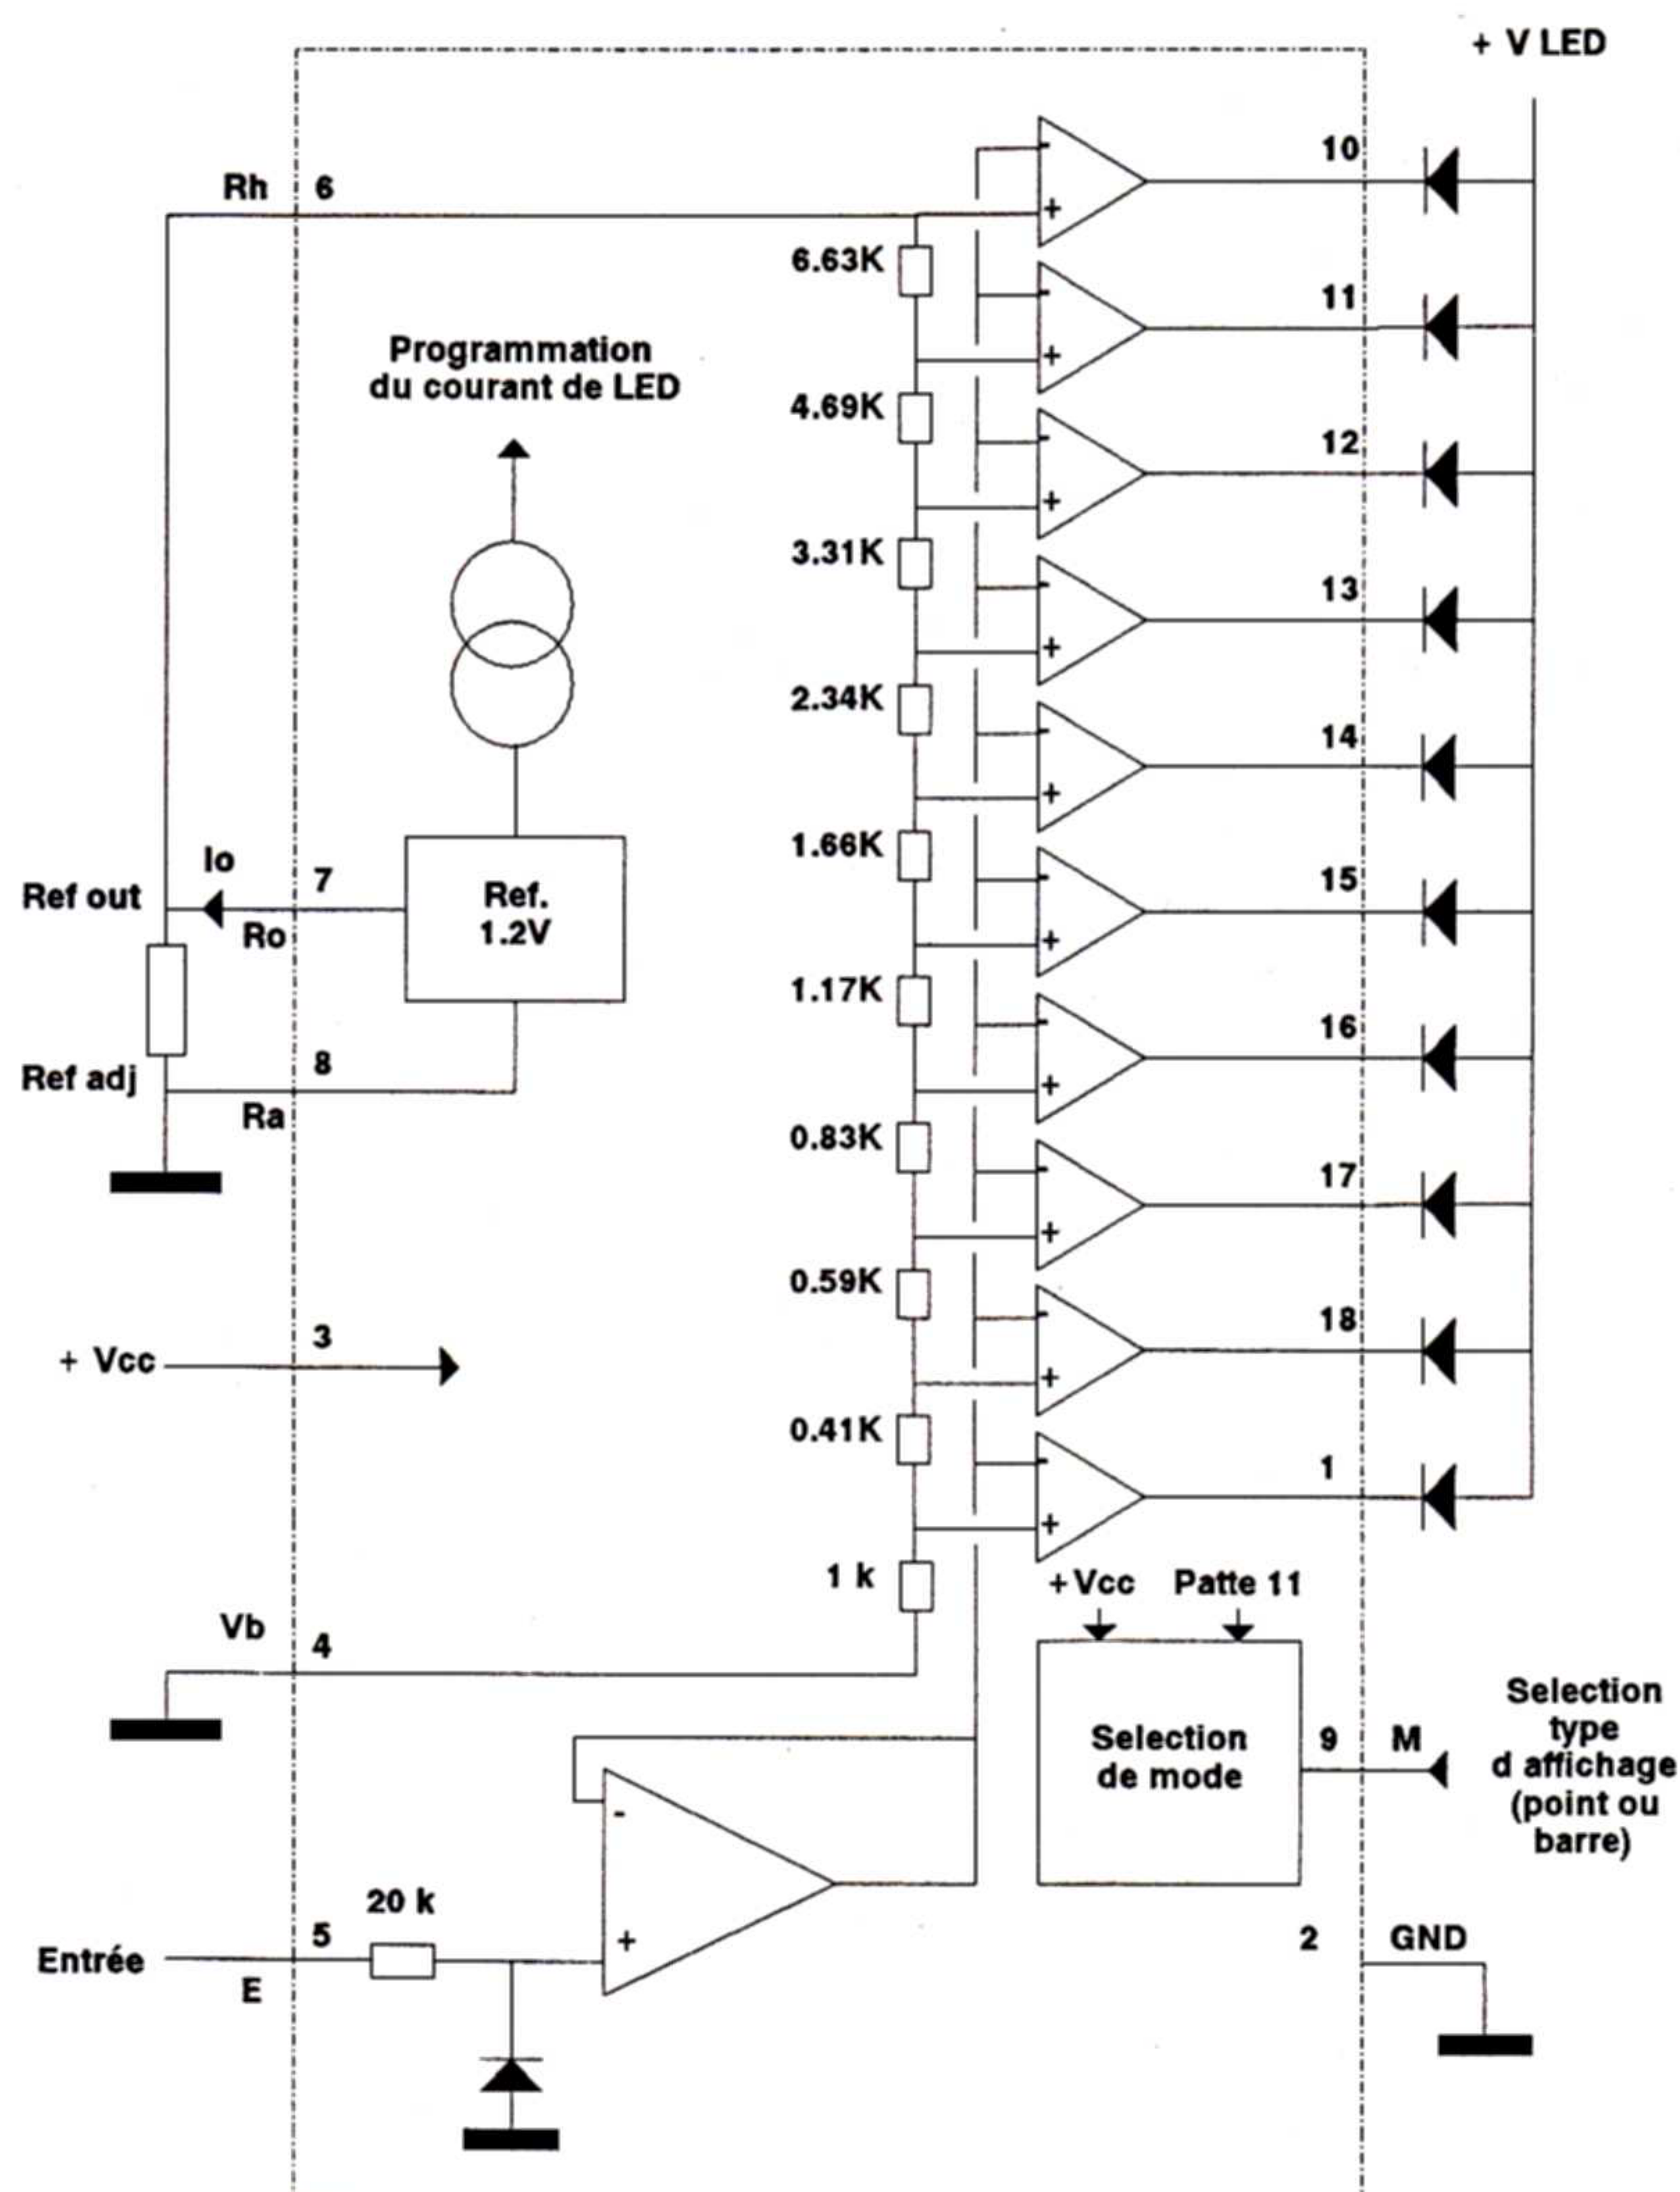 + V LED
10
Rh 6
-
+
6.63K
11
-
+
Programmation
du courant de LED
4.69K
12
-
+
3.31K
13
-
+
2.34K
14
-
+
1.66K
15
-
+
Io
7
Ref out
Ro
Ref.
1.2V
1.17K
16
-
+
8
Ref adj
Ra
0.83K
17
-
+
0.59K
18
-
+
3
+ Vcc
0.41K
1
-
+
1 k
+Vcc Patte 11
Vb
4
Selection
de mode
9 M
Selection
type
d affichage
(point ou
barre)
-
+
20 k
5
Entrée
E
2 GND